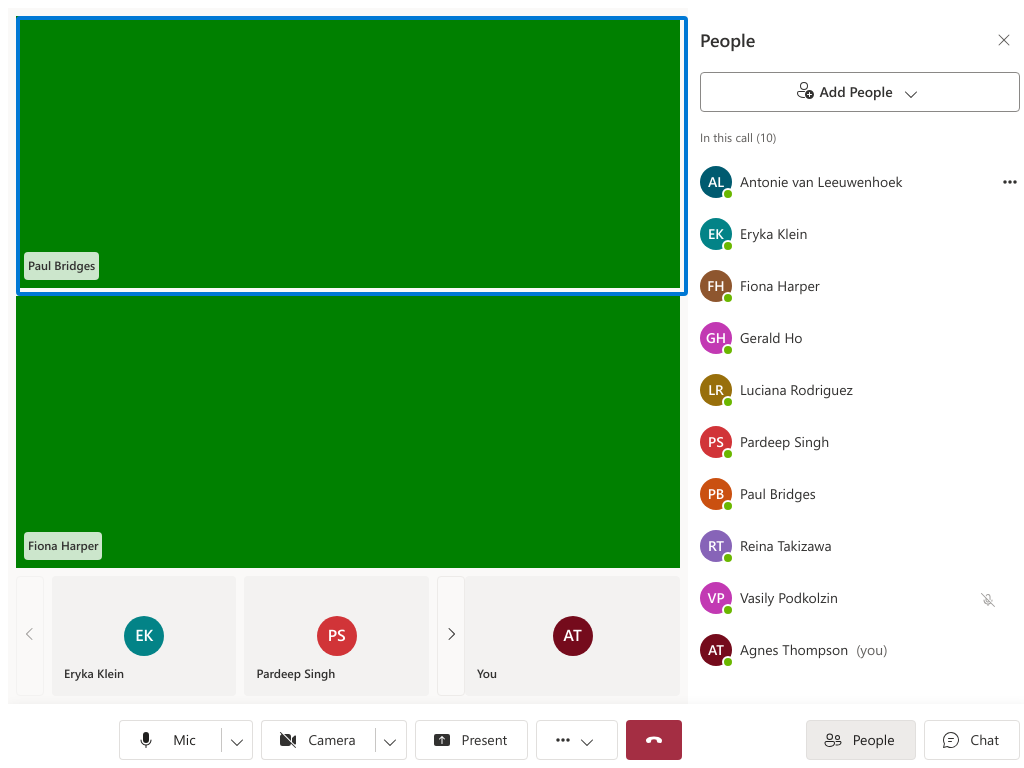 Paul Bridges
Fiona Harper
EK
Eryka Klein
PS
Pardeep Singh
AT
You
People
Add People
In this call (10)
AL Antonie van Leeuwenhoek
EK Eryka Klein
FH Fiona Harper
GH Gerald Ho
LR Luciana Rodriguez
PS Pardeep Singh
PB Paul Bridges
RT Reina Takizawa
VP Vasily Podkolzin
AT Agnes Thompson (you)
Mic
Camera
Present
People
Chat